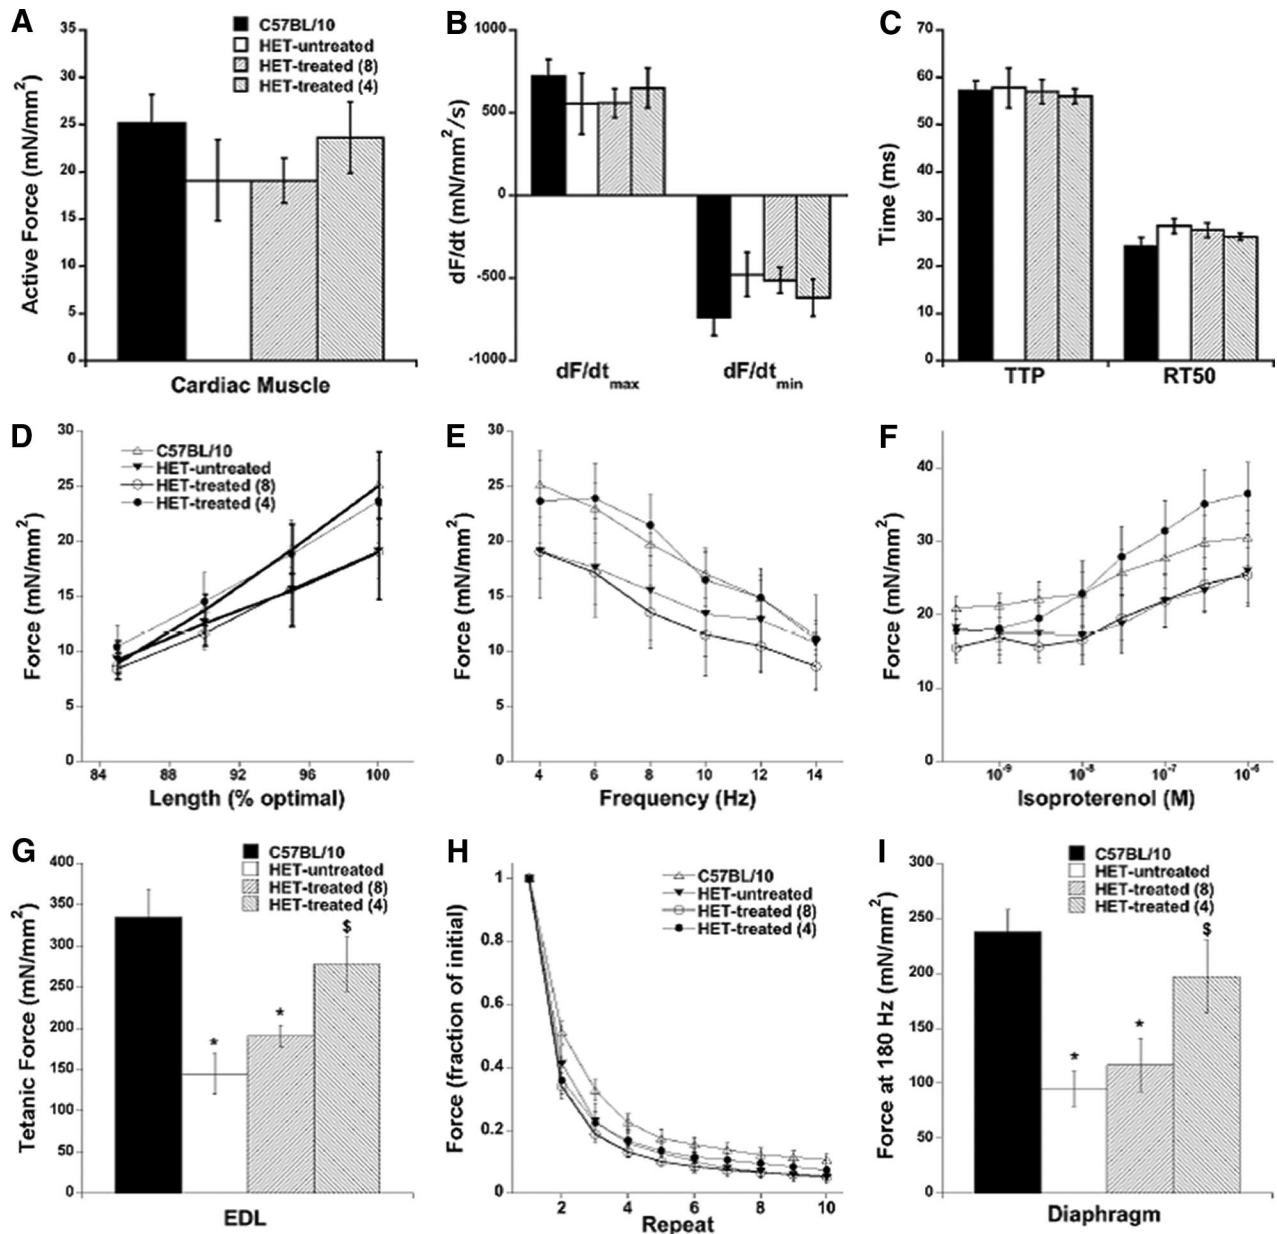 A
C57BL/10
HET-untreated
HET-treated (8)
HET-treated (4)
Active Force (mN/mm²)
35
30
25
20
15
10
5
0
Cardiac Muscle
B
dF/dt (mN/mm²/s)
1000
500
0
-500
-1000
dF/dt max
dF/dt min
C
Time (ms)
70
60
50
40
30
20
10
0
TTP RT50
D
C57BL/10
HET-untreated
HET-treated (8)
HET-treated (4)
Force (mN/mm²)
30
25
20
15
10
5
0
84 88 92 96 100
Length (% optimal)
E
Force (mN/mm²)
30
25
20
15
10
5
0
4 6 8 10 12 14
Frequency (Hz)
F
Force (mN/mm²)
40
30
20
10
0
10⁻⁹ 10⁻⁸ 10⁻⁷ 10⁻⁶
Isoproterenol (M)
G
C57BL/10
HET-untreated
HET-treated (8)
HET-treated (4)
Tetanic Force (mN/mm²)
400
350
300
250
200
150
100
50
0
* * $
EDL
H
C57BL/10
HET-untreated
HET-treated (8)
HET-treated (4)
Force (fraction of initial)
1
0.8
0.6
0.4
0.2
0
2 4 6 8 10
Repeat
I
C57BL/10
HET-untreated
HET-treated (8)
HET-treated (4)
Force at 180 Hz (mN/mm²)
300
250
200
150
100
50
0
* * $
Diaphragm